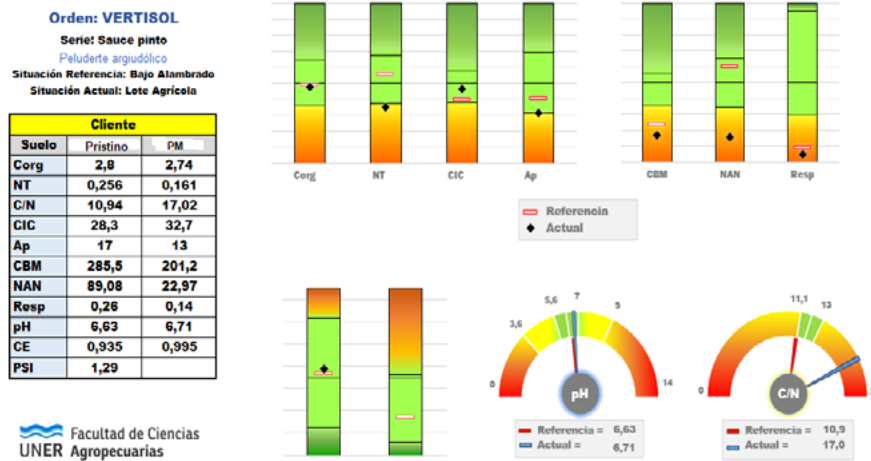 Orden: VERTISOL
Serie: Sauce pinto
Peluderte argiudólico
Situación Referencia: Bajo Alambrado
Situación Actual: Lote Agrícola
Cliente
Suelo Pristino PM
Corg 2,8 2,74
NT 0,256 0,161
C/N 10,94 17,02
CIC 28,3 32,7
Ap 17 13
CBM 285,5 201,2
NAN 89,08 22,97
Resp 0,26 0,14
pH 6,63 6,71
CE 0,935 0,995
PSI 1,29
UNER Facultad de Ciencias
Agropecuarias
Corg NT CIC Ap
CBM NAN Resp
Referencia
Actual
0 3,6 5,6 7 9 14
pH
Referencia = 6,63
Actual = 6,71
0 11,1 13
C/N
Referencia = 10,9
Actual = 17,0